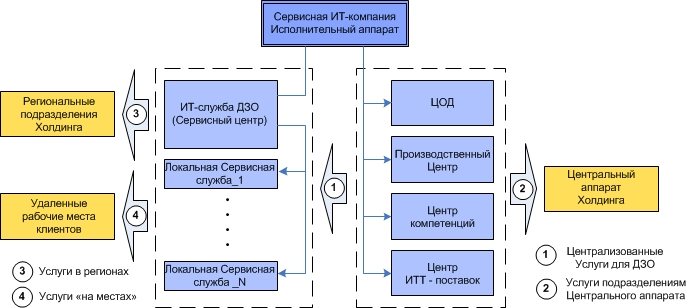 Сервисная ИТ-компания
Исполнительный аппарат
Региональные
подразделения
Холдинга
3
ИТ-служба ДЗО
(Сервисный центр)
ЦОД
Производственный
Центр
Локальная Сервисная
служба_1
1
2
Центральный
аппарат
Холдинга
Удаленные
рабочие места
клиентов
4
Центр
компетенций
Локальная Сервисная
служба _N
Центр
ИТТ - поставок
3 Услуги в регионах
4 Услуги «на местах»
1 Централизованные
Услуги для ДЗО
2 Услуги подразделениям
Центрального аппарата